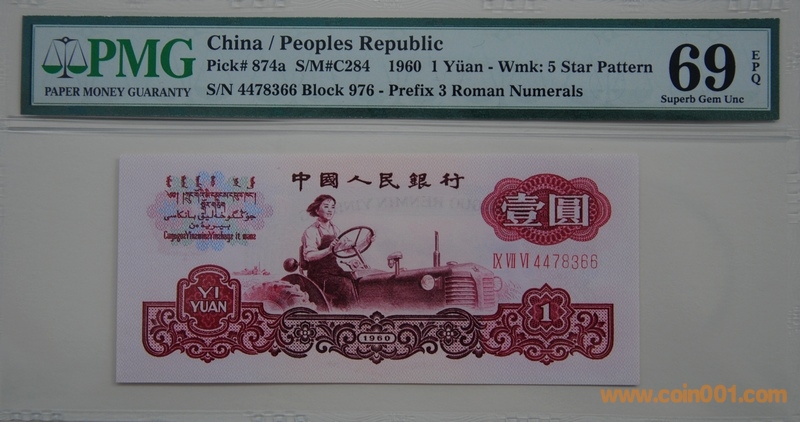 PMG
PAPER MONEY GUARANTY
China / Peoples Republic
Pick# 874a S/M#C284 1960 1 Yüan - Wmk: 5 Star Pattern
S/N 4478366 Block 976 - Prefix 3 Roman Numerals
69
EPQ
Superb Gem Unc
中國人民銀行
壹圓
IX VII VI 4478366
YI
YUAN
1960
1
www.coin001.com